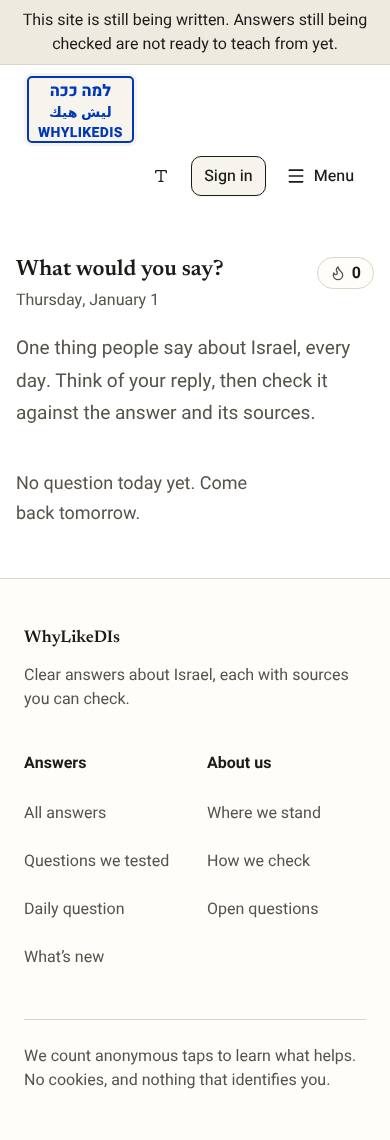 This site is still being written. Answers still being
checked are not ready to teach from yet.
למה ככה
ليش هيك
WHYLIKEDIS
T
Sign in
Menu
What would you say?
0
Thursday, January 1
One thing people say about Israel, every
day. Think of your reply, then check it
against the answer and its sources.
No question today yet. Come
back tomorrow.
WhyLikeDIs
Clear answers about Israel, each with sources
you can check.
Answers
About us
All answers
Where we stand
Questions we tested
How we check
Daily question
Open questions
What's new
We count anonymous taps to learn what helps.
No cookies, and nothing that identifies you.